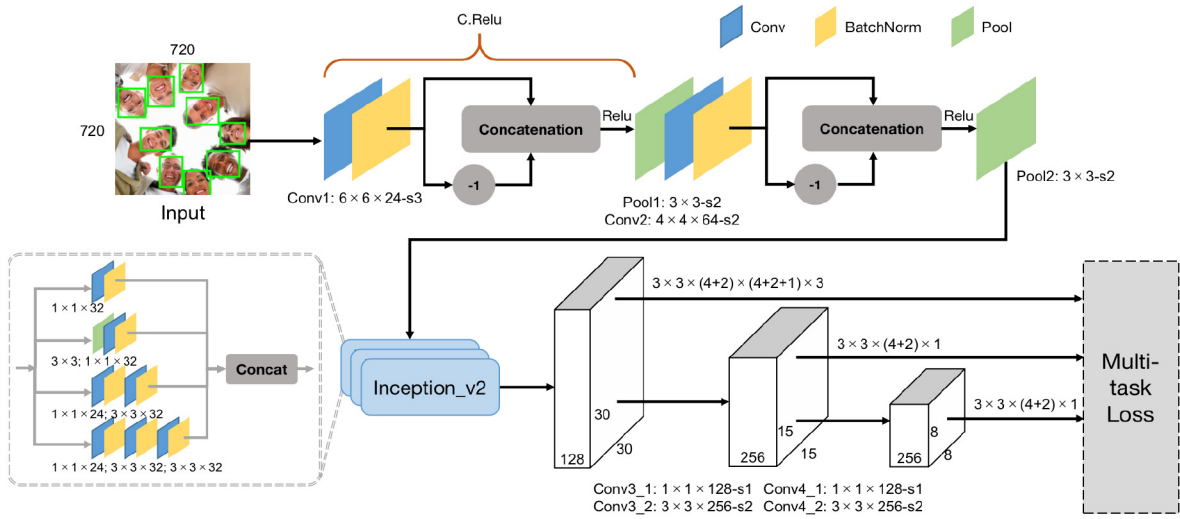 C.Relu
Conv
BatchNorm
Pool
720
720
Input
Concatenation
Relu
-1
Conv1: 6 × 6 × 24-s3
Pool1: 3 × 3-s2
Conv2: 4 × 4 × 64-s2
Concatenation
Relu
-1
Pool2: 3 × 3-s2
1 × 1 × 32
3 × 3; 1 × 1 × 32
1 × 1 × 24; 3 × 3 × 32
1 × 1 × 24; 3 × 3 × 32; 3 × 3 × 32
Concat
Inception_v2
128
30
30
3 × 3 × (4+2) × (4+2+1) × 3
256
15
15
3 × 3 × (4+2) × 1
256
8
8
3 × 3 × (4+2) × 1
Conv3_1: 1 × 1 × 128-s1
Conv3_2: 3 × 3 × 256-s2
Conv4_1: 1 × 1 × 128-s1
Conv4_2: 3 × 3 × 256-s2
Multi-
task
Loss